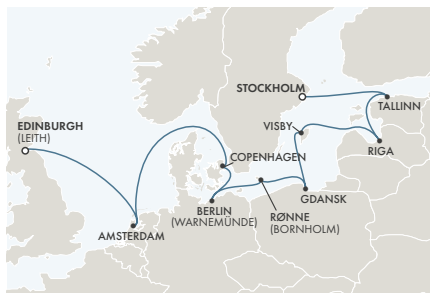 STOCKHOLM
TALLINN
EDINBURGH
(LEITH)
VISBY
RIGA
COPENHAGEN
GDANSK
BERLIN
(WARNEMÜNDE)
RØNNE
(BORNHOLM)
AMSTERDAM